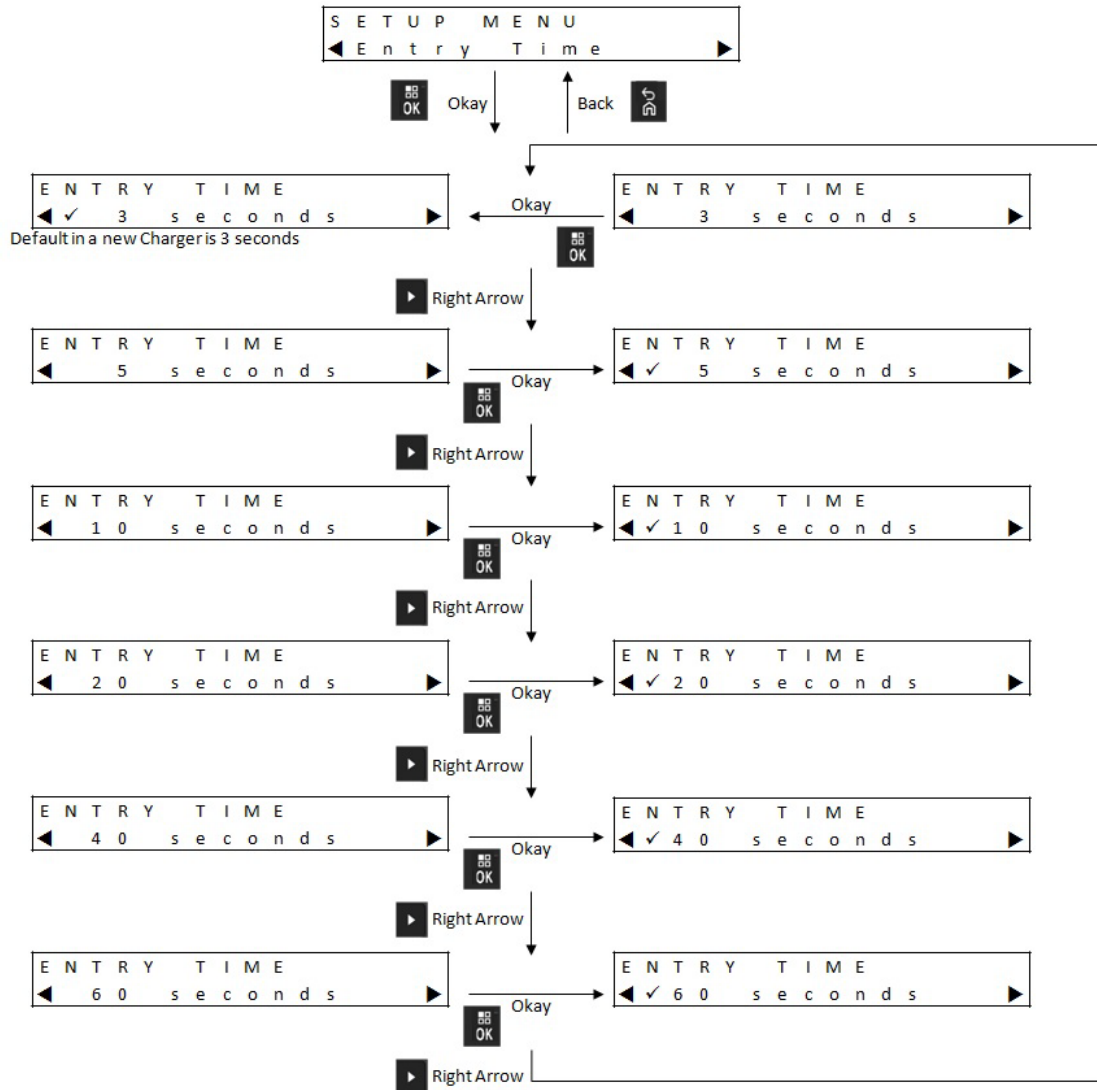 SETUP MENU
◀ Entry Time ▶
OK Okay Back
ENTRY TIME
◀ ✓ 3 seconds ▶
Default in a new Charger is 3 seconds
Okay
OK
ENTRY TIME
◀ 3 seconds ▶
Right Arrow
ENTRY TIME
◀ 5 seconds ▶
Okay
OK
ENTRY TIME
◀ ✓ 5 seconds ▶
Right Arrow
ENTRY TIME
◀ 10 seconds ▶
Okay
OK
ENTRY TIME
◀ ✓ 10 seconds ▶
Right Arrow
ENTRY TIME
◀ 20 seconds ▶
Okay
OK
ENTRY TIME
◀ ✓ 20 seconds ▶
Right Arrow
ENTRY TIME
◀ 40 seconds ▶
Okay
OK
ENTRY TIME
◀ ✓ 40 seconds ▶
Right Arrow
ENTRY TIME
◀ 60 seconds ▶
Okay
OK
ENTRY TIME
◀ ✓ 60 seconds ▶
Right Arrow